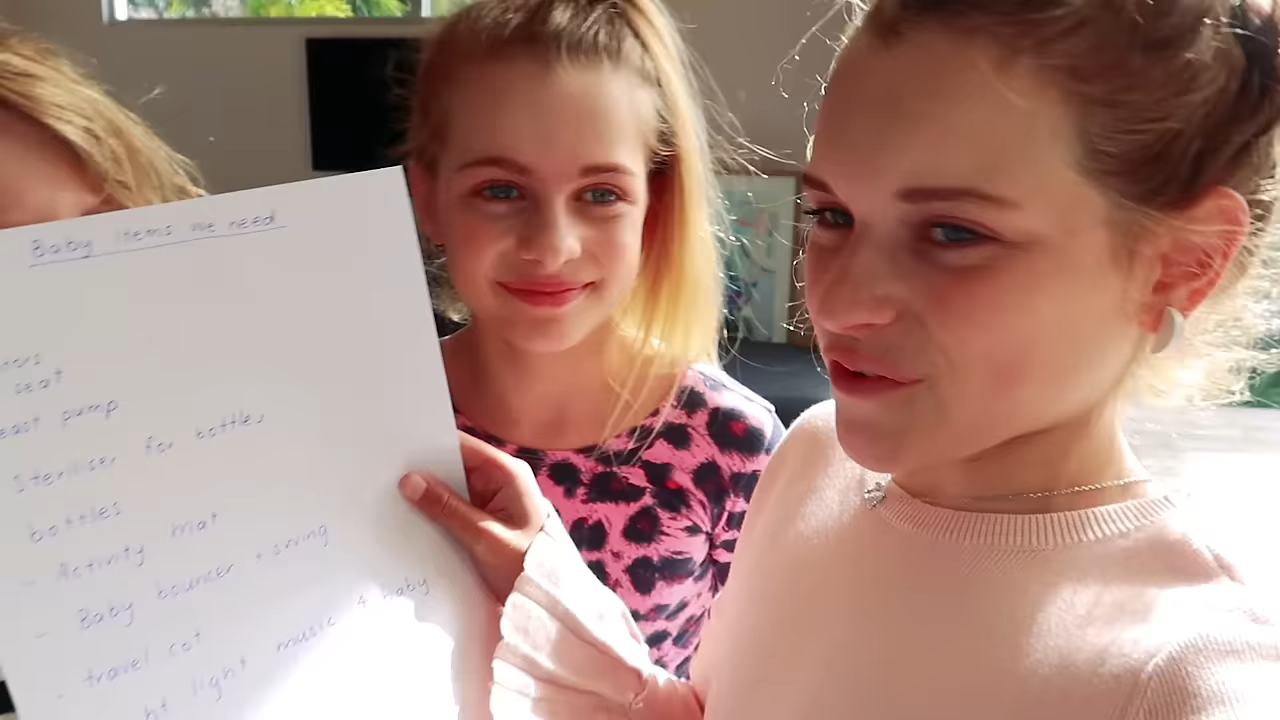 Baby items we need
seat
pump
steriliser for bottles
bottles
- Activity mat
- Baby bouncer + swing
- travel cot
light music 4 baby